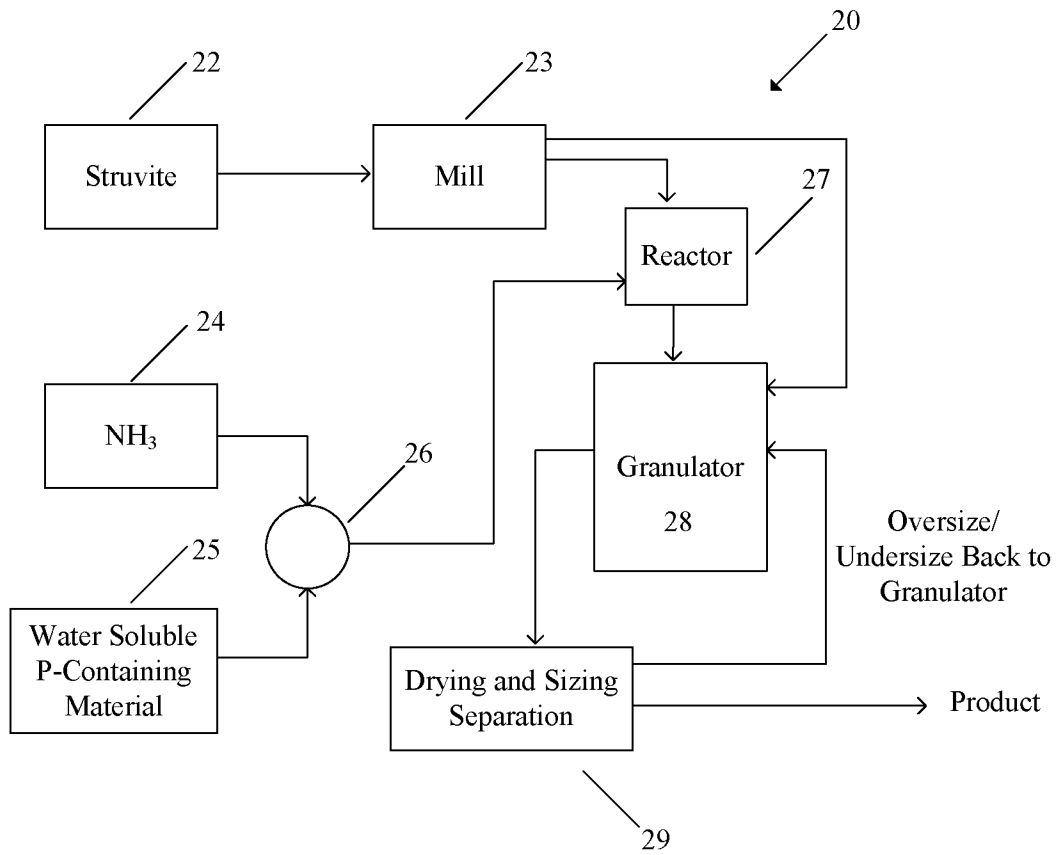 20
22
23
Struvite
Mill
27
Reactor
24
NH₃
26
Granulator
28
25
Oversize/
Undersize Back to
Granulator
Water Soluble
P-Containing
Material
Drying and Sizing
Separation
Product
29